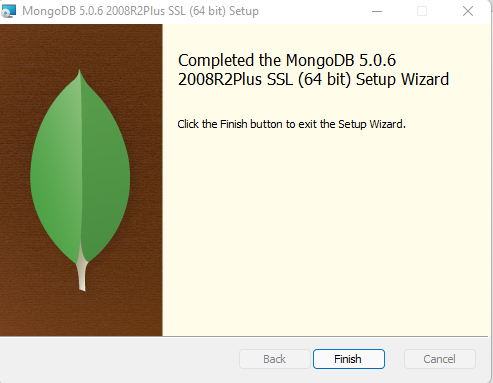 MongoDB 5.0.6 2008R2Plus SSL (64 bit) Setup
Completed the MongoDB 5.0.6
2008R2Plus SSL (64 bit) Setup Wizard
Click the Finish button to exit the Setup Wizard.
Back
Finish
Cancel